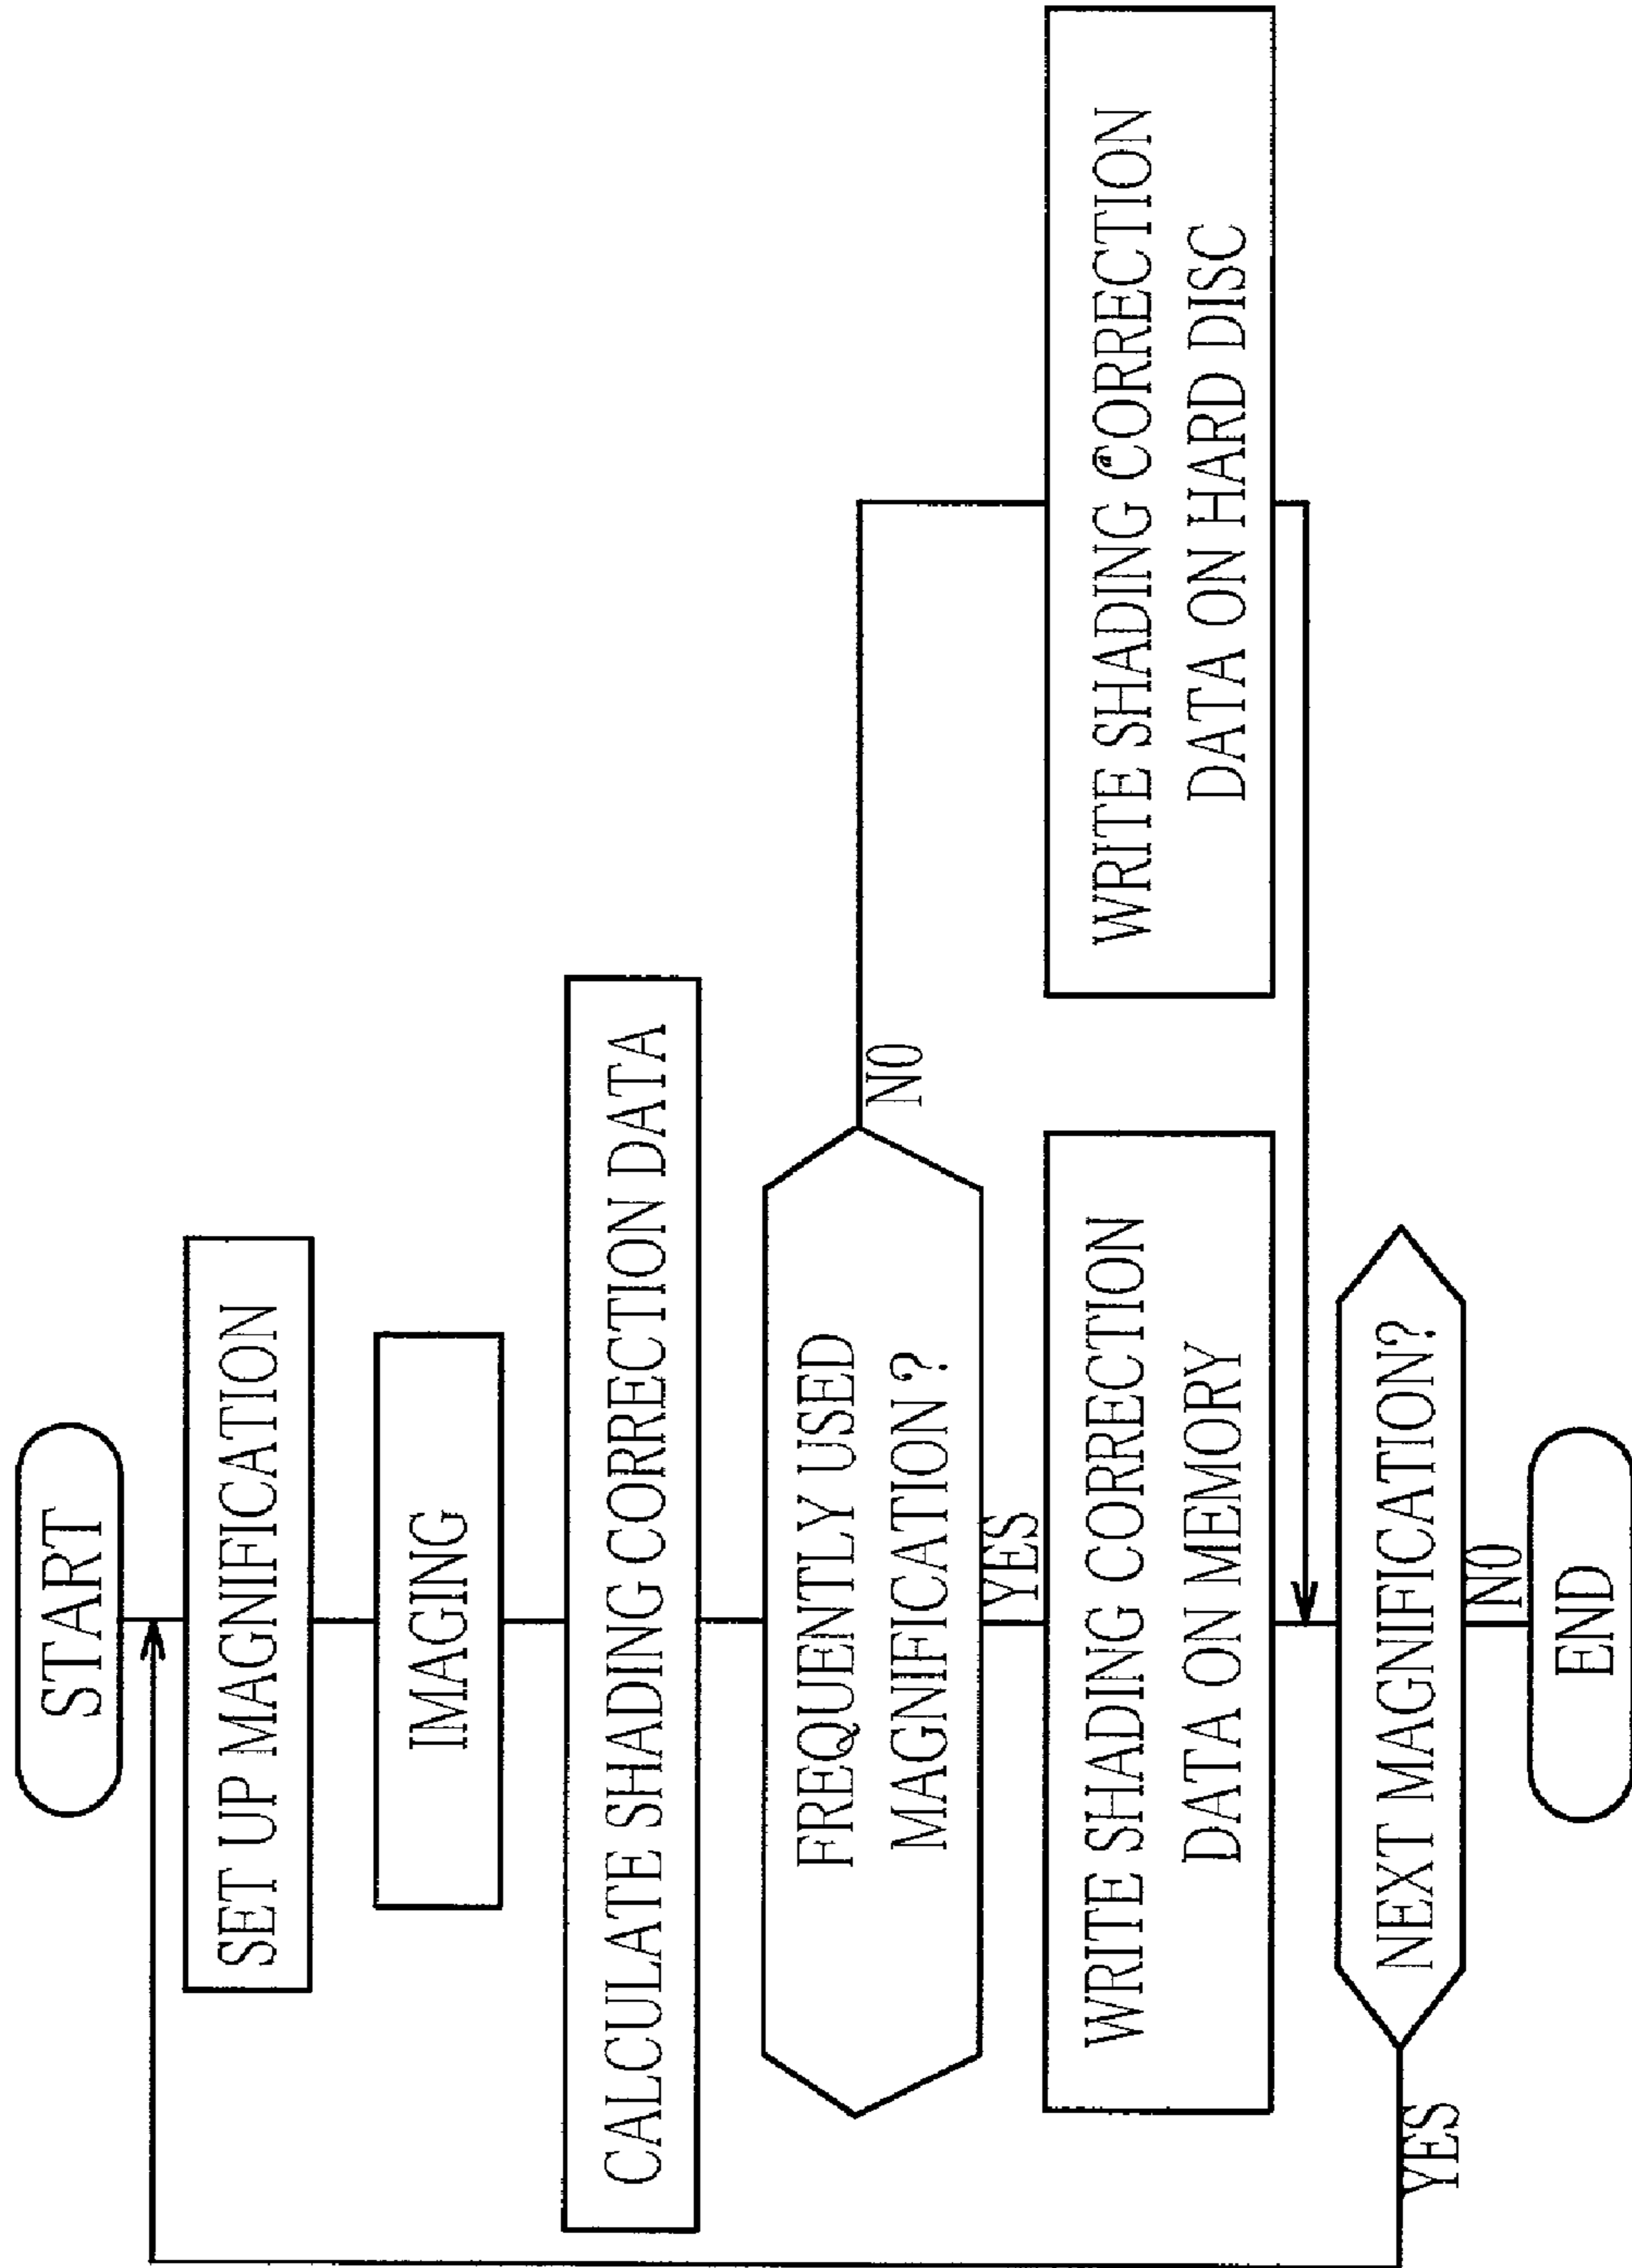 START
SET UP MAGNIFICATION
IMAGING
CALCULATE SHADING CORRECTION DATA
FREQUENTLY USED
MAGNIFICATION?
NO
YES
WRITE SHADING CORRECTION
DATA ON MEMORY
WRITE SHADING CORRECTION
DATA ON HARD DISC
NEXT MAGNIFICATION?
YES
NO
END